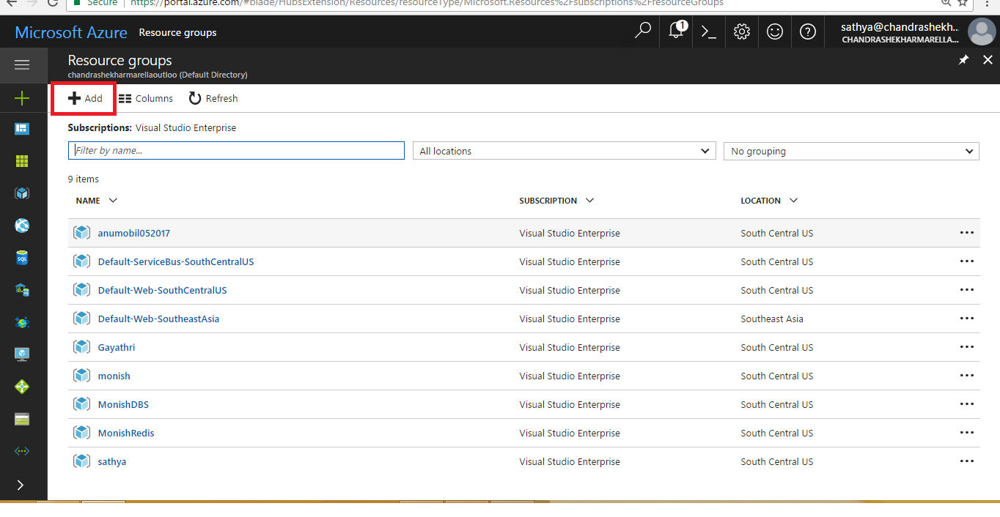 Secure https://portal.azure.com/#blade/HubsExtension/Resources/resourceType/Microsoft.Resources%2Fsubscriptions%2FresourceGroups
Microsoft Azure Resource groups 1 sathya@chandrashekh...
CHANDRASHEKHARMARELLA...
Resource groups
chandrashekharmarellaoutloo (Default Directory)
Add Columns Refresh
Subscriptions: Visual Studio Enterprise
Filter by name... All locations No grouping
9 items
NAME SUBSCRIPTION LOCATION
anumobil052017 Visual Studio Enterprise South Central US
Default-ServiceBus-SouthCentralUS Visual Studio Enterprise South Central US
Default-Web-SouthCentralUS Visual Studio Enterprise South Central US
Default-Web-SoutheastAsia Visual Studio Enterprise Southeast Asia
SQL
Gayathri Visual Studio Enterprise South Central US
monish Visual Studio Enterprise South Central US
MonishDBS Visual Studio Enterprise South Central US
MonishRedis Visual Studio Enterprise South Central US
sathya Visual Studio Enterprise South Central US